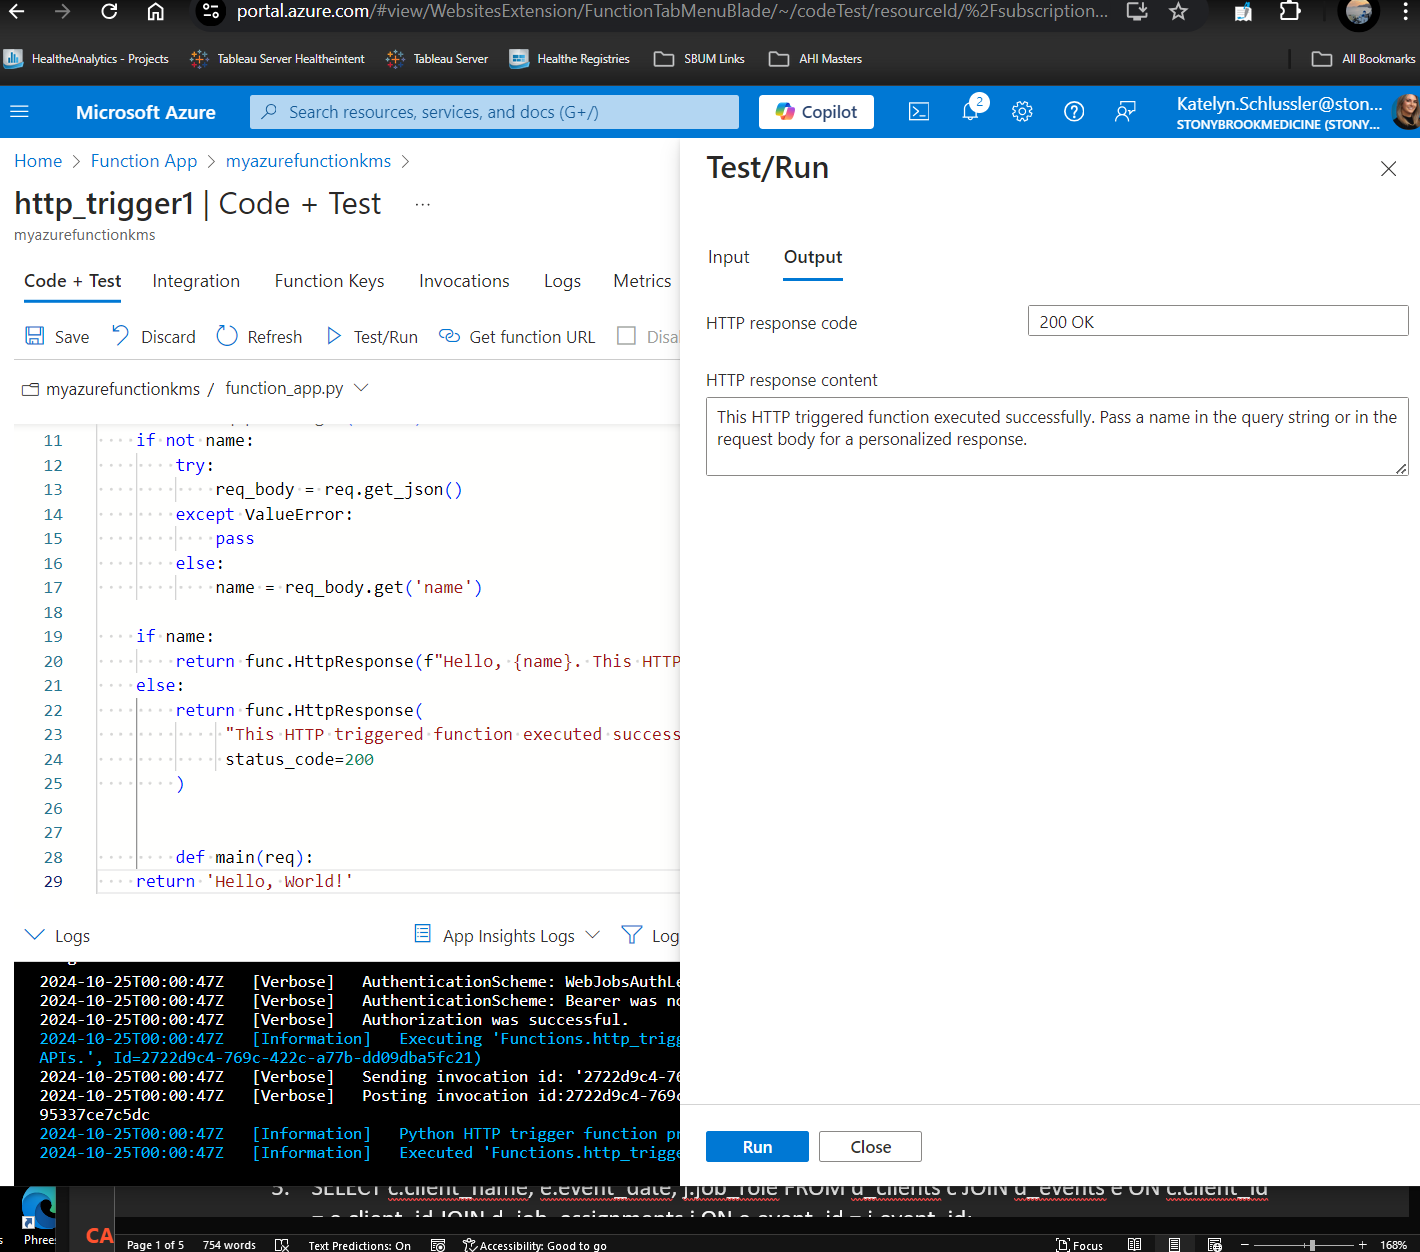 portal.azure.com/#view/WebsitesExtension/FunctionTabMenuBlade/~/codeTest/resourceId/%2Fsubscription...
HealtheAnalytics - Projects
Tableau Server Healtheintent
Tableau Server
Healthe Registries
SBUM Links
AHI Masters
All Bookmarks
Microsoft Azure
Search resources, services, and docs (G+/)
Copilot
2
Katelyn.Schlussler@ston...
STONYBROOKMEDICINE (STONY...
Home > Function App > myazurefunctionkms >
http_trigger1 | Code + Test ...
myazurefunctionkms
Code + Test
Integration
Function Keys
Invocations
Logs
Metrics
Save
Discard
Refresh
Test/Run
Get function URL
Disa
myazurefunctionkms / function_app.py
11 if not name:
12 try:
13 req_body = req.get_json()
14 except ValueError:
15 pass
16 else:
17 name = req_body.get('name')
18
19 if name:
20 return func.HttpResponse(f"Hello, {name}. This HTTP
21 else:
22 return func.HttpResponse(
23 "This HTTP triggered function executed success
24 status_code=200
25 )
26
27
28 def main(req):
29 return 'Hello, World!'
Logs
App Insights Logs
Log
2024-10-25T00:00:47Z [Verbose] AuthenticationScheme: WebJobsAuthLe
2024-10-25T00:00:47Z [Verbose] AuthenticationScheme: Bearer was no
2024-10-25T00:00:47Z [Verbose] Authorization was successful.
2024-10-25T00:00:47Z [Information] Executing 'Functions.http_trigg
APIs.', Id=2722d9c4-769c-422c-a77b-dd09dba5fc21)
2024-10-25T00:00:47Z [Verbose] Sending invocation id: '2722d9c4-76
2024-10-25T00:00:47Z [Verbose] Posting invocation id:2722d9c4-769c
95337ce7c5dc
2024-10-25T00:00:47Z [Information] Python HTTP trigger function pr
2024-10-25T00:00:47Z [Information] Executed 'Functions.http_trigge
Test/Run
Input
Output
HTTP response code
200 OK
HTTP response content
This HTTP triggered function executed successfully. Pass a name in the query string or in the
request body for a personalized response.
Run
Close
SELECT c.client_name, e.event_date, j.job_role FROM d_clients c JOIN d_events e ON c.client_id
= e.client_id JOIN d_job_assignments j ON e.event_id = j.event_id;
Phree
CA
Page 1 of 5
754 words
Text Predictions: On
Accessibility: Good to go
Focus
168%